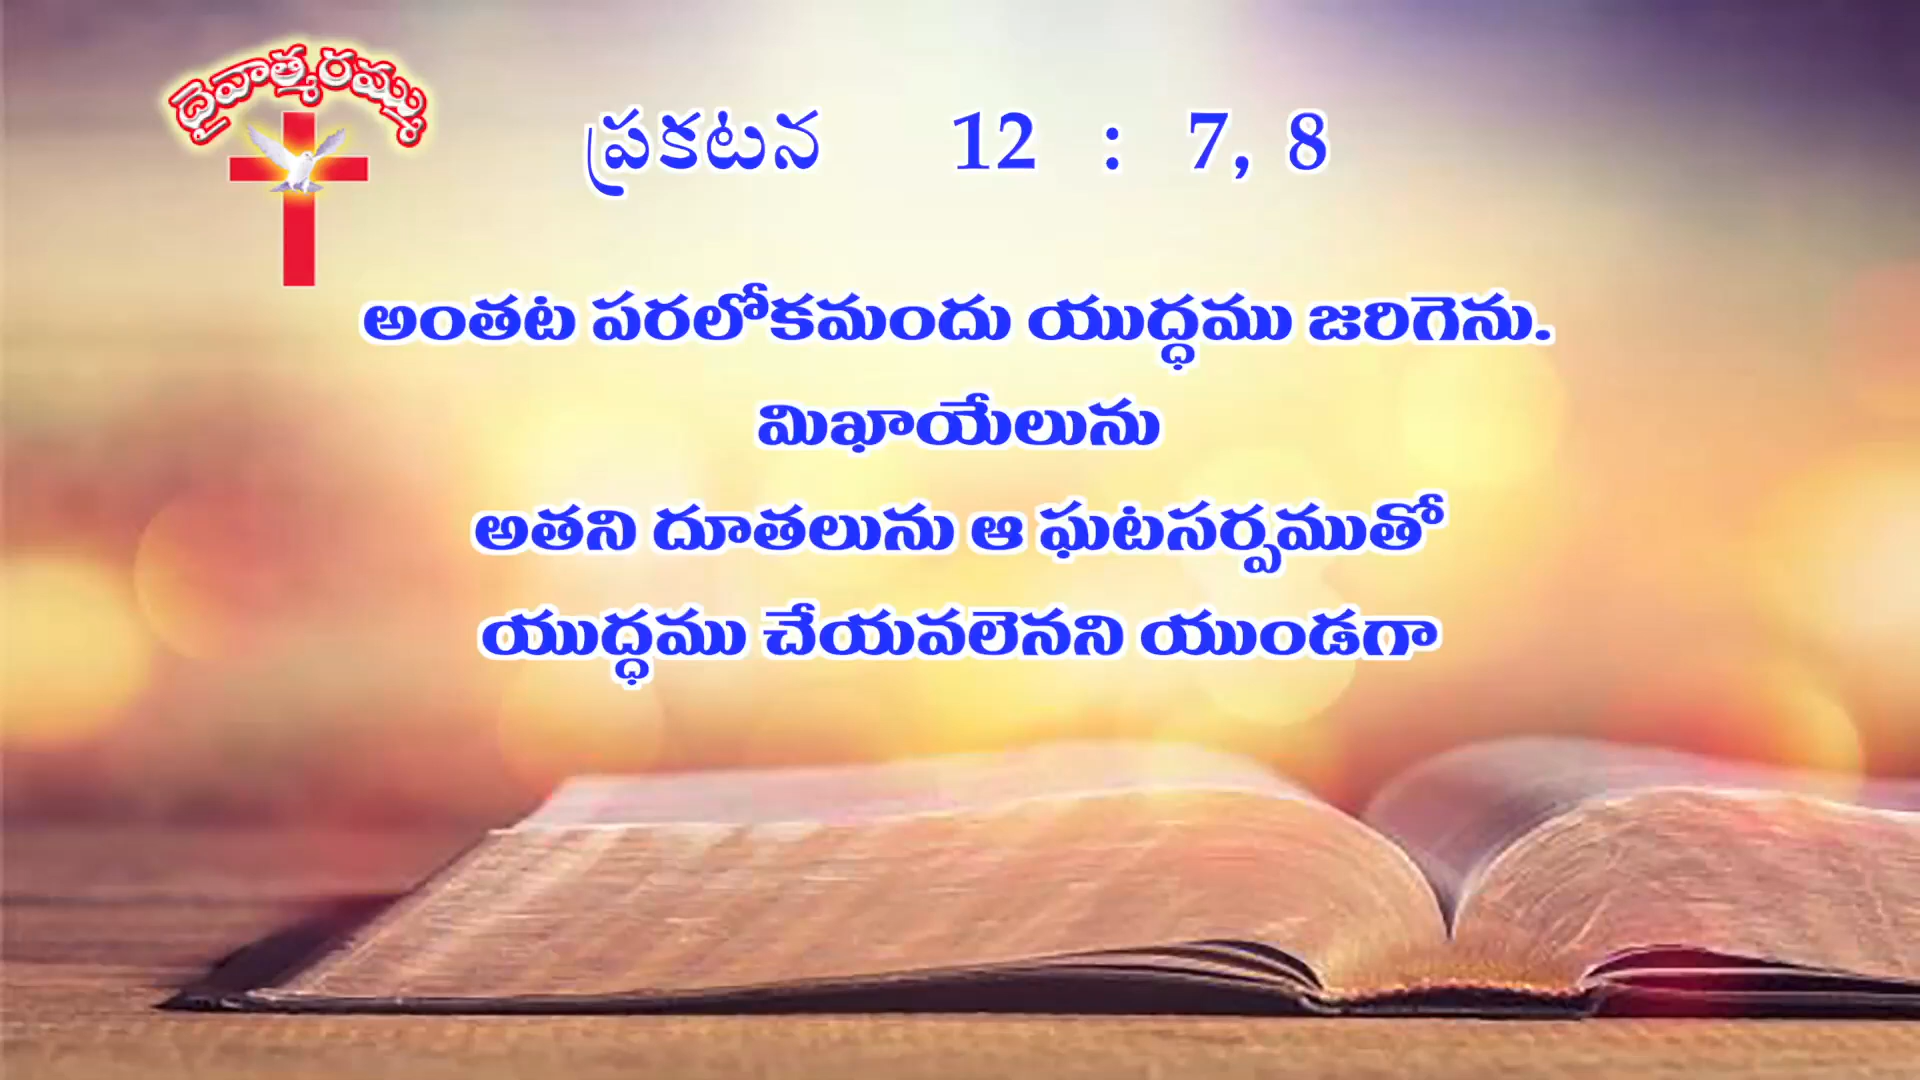 దైవాత్మరమ్ము
ప్రకటన 12 : 7, 8
అంతట పరలోకమందు యుద్ధము జరిగెను.
మిఖాయేలును
అతని దూతలును ఆ ఘటసర్పముతో
యుద్ధము చేయవలెనని యుండగా